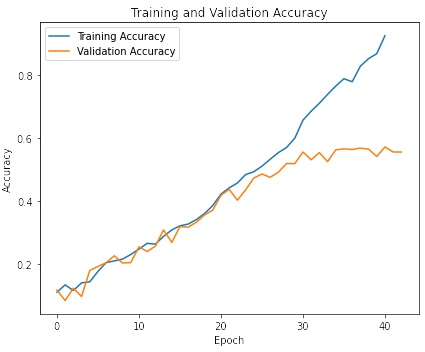 Training and Validation Accuracy
Training Accuracy
Validation Accuracy
0.8
0.6
0.4
0.2
Accuracy
0 10 20 30 40
Epoch